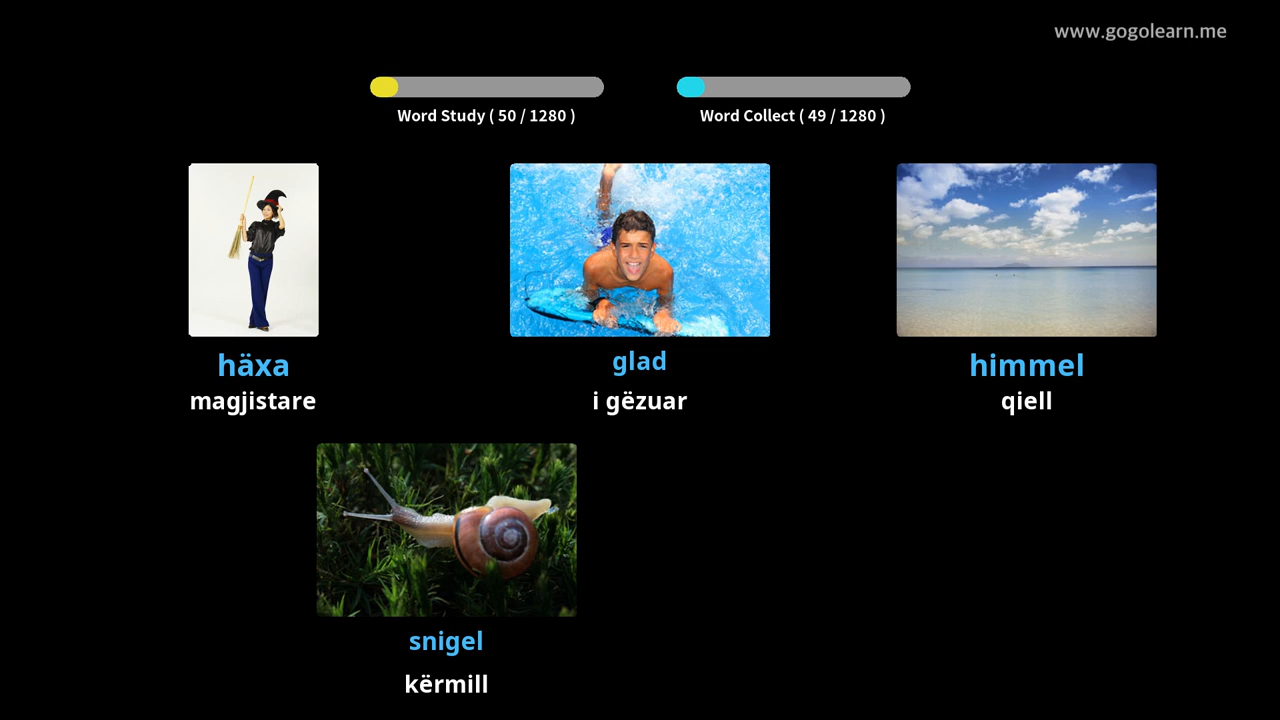 www.gogolearn.me
Word Study ( 50 / 1280 )
Word Collect ( 49 / 1280 )
häxa
magjistare
glad
i gëzuar
himmel
qiell
snigel
kërmill